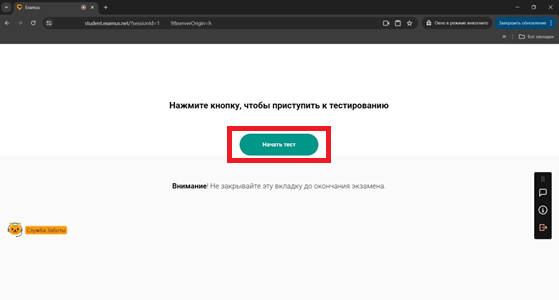 Examus
student.examus.net/?sessionId=1
98serverOrigin=h
Окно в режиме инкогнито
Завершить обновление
Все закладки
Нажмите кнопку, чтобы приступить к тестированию
Начать тест
Внимание! Не закрывайте эту вкладку до окончания экзамена.
Служба Заботы